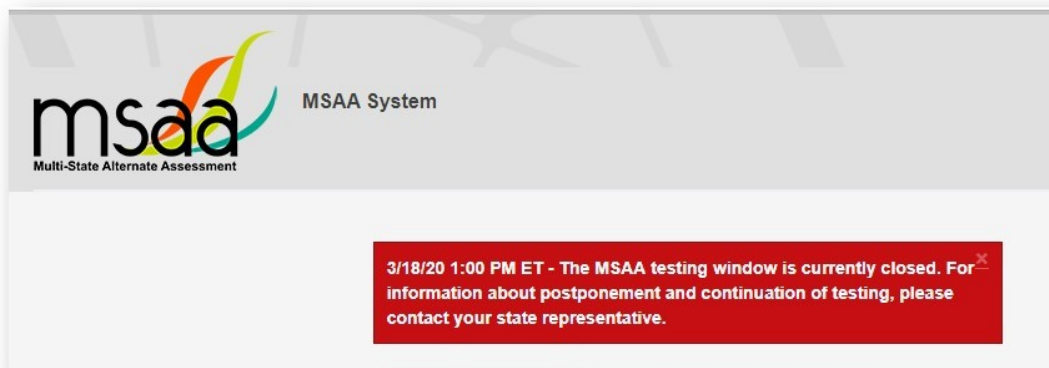 msaa
Multi-State Alternate Assessment
MSAA System
3/18/20 1:00 PM ET - The MSAA testing window is currently closed. For
information about postponement and continuation of testing, please
contact your state representative.